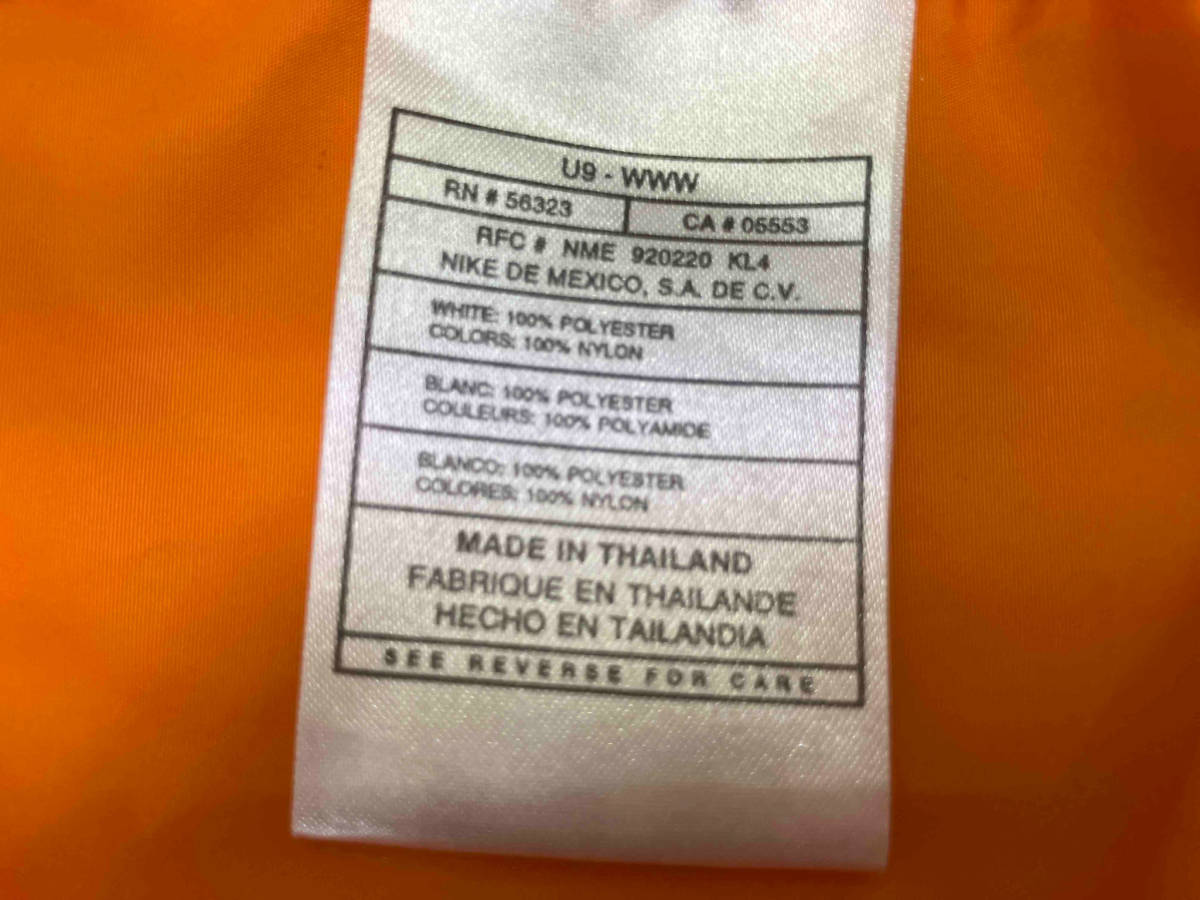 U9 - WWW
RN # 56323
CA # 05553
RFC # NME 920220 KL4
NIKE DE MEXICO, S.A. DE C.V.
WHITE: 100% POLYESTER
COLORS: 100% NYLON
BLANC: 100% POLYESTER
COULEURS: 100% POLYAMIDE
BLANCO: 100% POLYESTER
COLORES: 100% NYLON
MADE IN THAILAND
FABRIQUE EN THAILANDE
HECHO EN TAILANDIA
SEE REVERSE FOR CARE